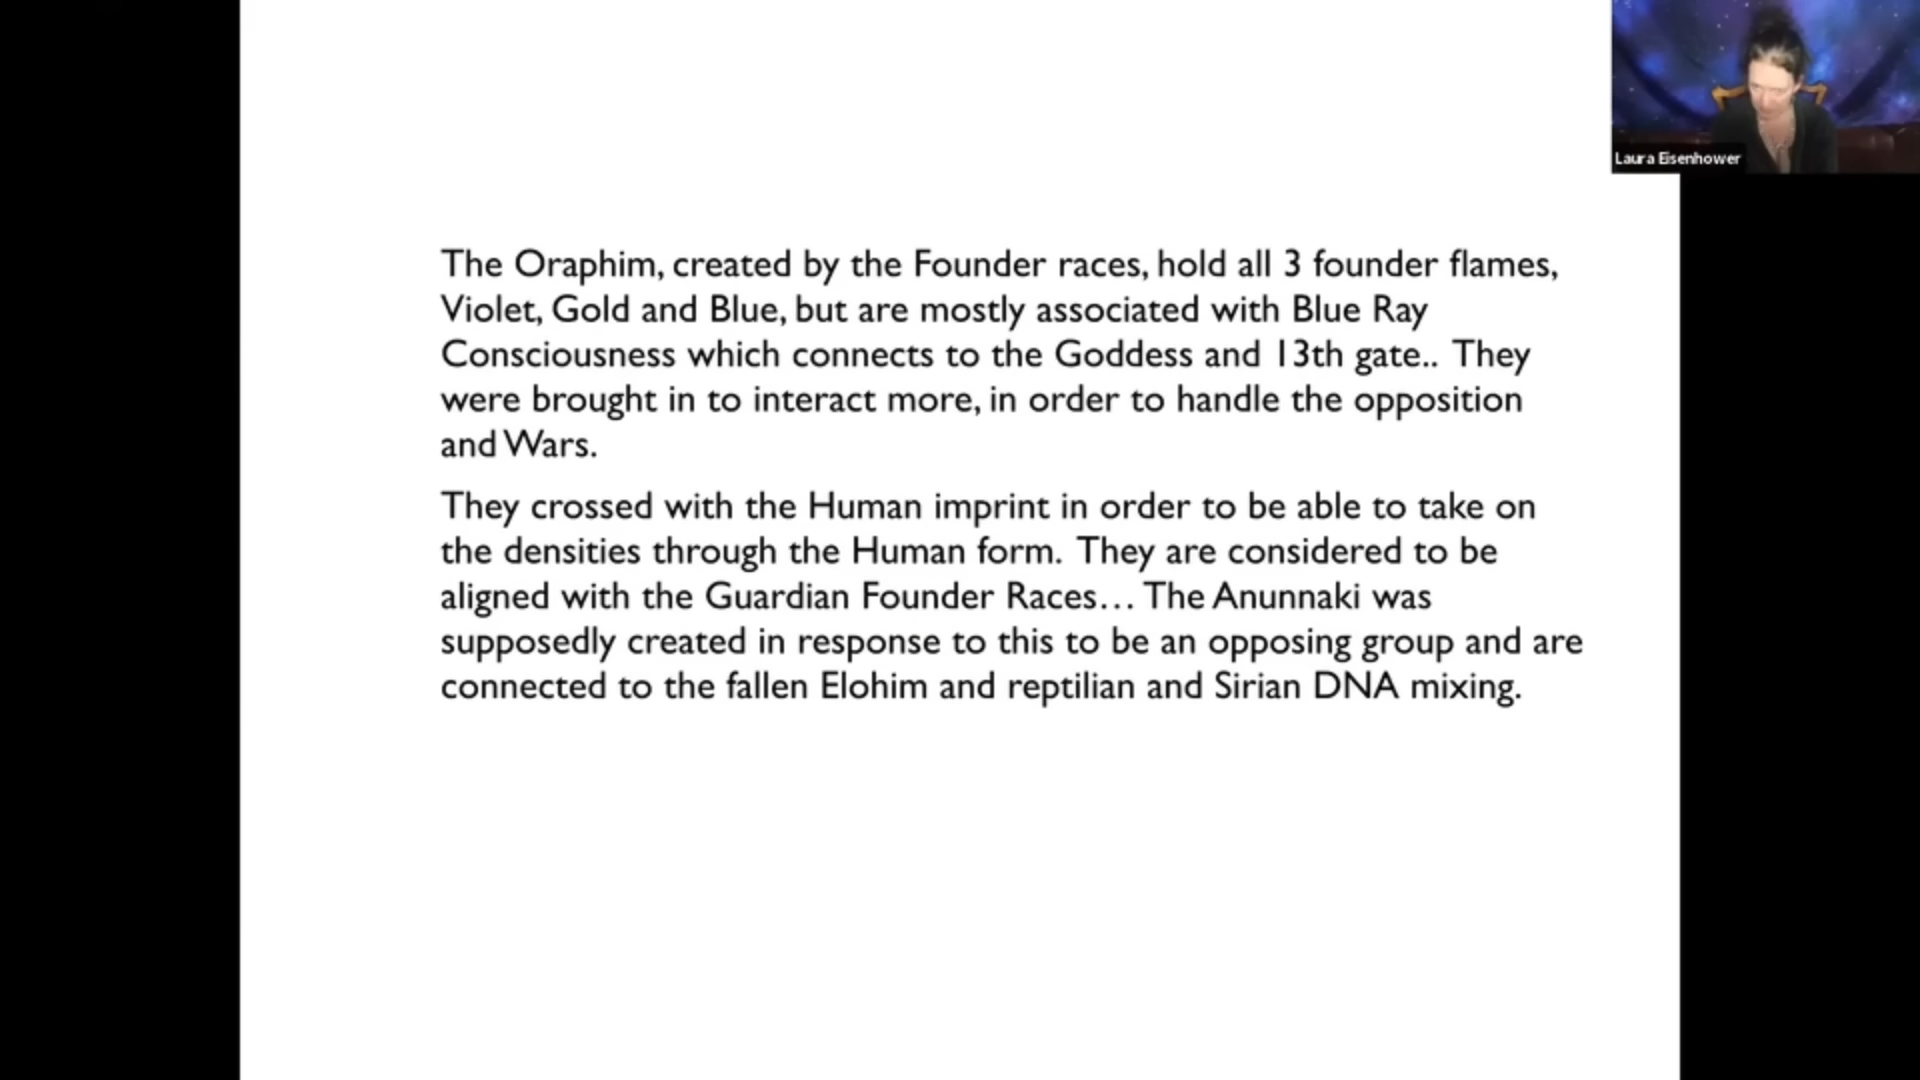 Laura Eisenhower
The Oraphim, created by the Founder races, hold all 3 founder flames,
Violet, Gold and Blue, but are mostly associated with Blue Ray
Consciousness which connects to the Goddess and 13th gate.. They
were brought in to interact more, in order to handle the opposition
and Wars.
They crossed with the Human imprint in order to be able to take on
the densities through the Human form. They are considered to be
aligned with the Guardian Founder Races... The Anunnaki was
supposedly created in response to this to be an opposing group and are
connected to the fallen Elohim and reptilian and Sirian DNA mixing.